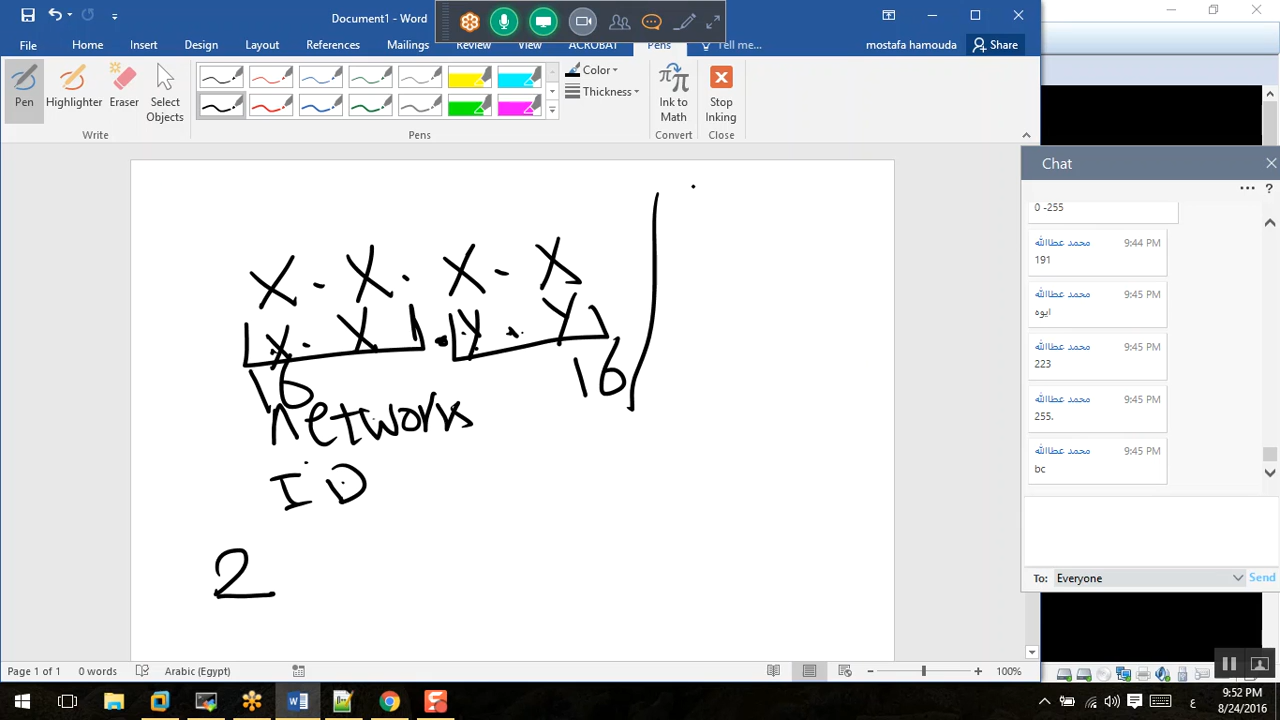 Document1 - Word
mostafa hamouda
Share
File
Home
Insert
Design
Layout
References
Mailings
Review
View
ACROBAT
Pens
Tell me...
Pen
Highlighter
Eraser
Select Objects
Write
Pens
Color
Thickness
Ink to Math
Convert
Stop Inking
Close
X . X . X . X
X . X . Y . Y
16
16
Network
ID
2
Chat
0 -255
محمد عطاالله 9:44 PM
191
محمد عطاالله 9:45 PM
ايوه
محمد عطاالله 9:45 PM
223
محمد عطاالله 9:45 PM
255.
محمد عطاالله 9:45 PM
bc
To: Everyone Send
Page 1 of 1 0 words Arabic (Egypt) 100%
9:52 PM
8/24/2016
ع